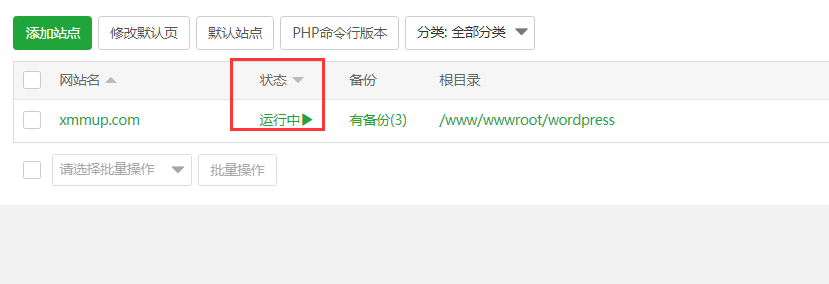 添加站点 修改默认页 默认站点 PHP命令行版本 分类: 全部分类
网站名 状态 备份 根目录
xmmup.com 运行中 有备份(3) /www/wwwroot/wordpress
请选择批量操作 批量操作